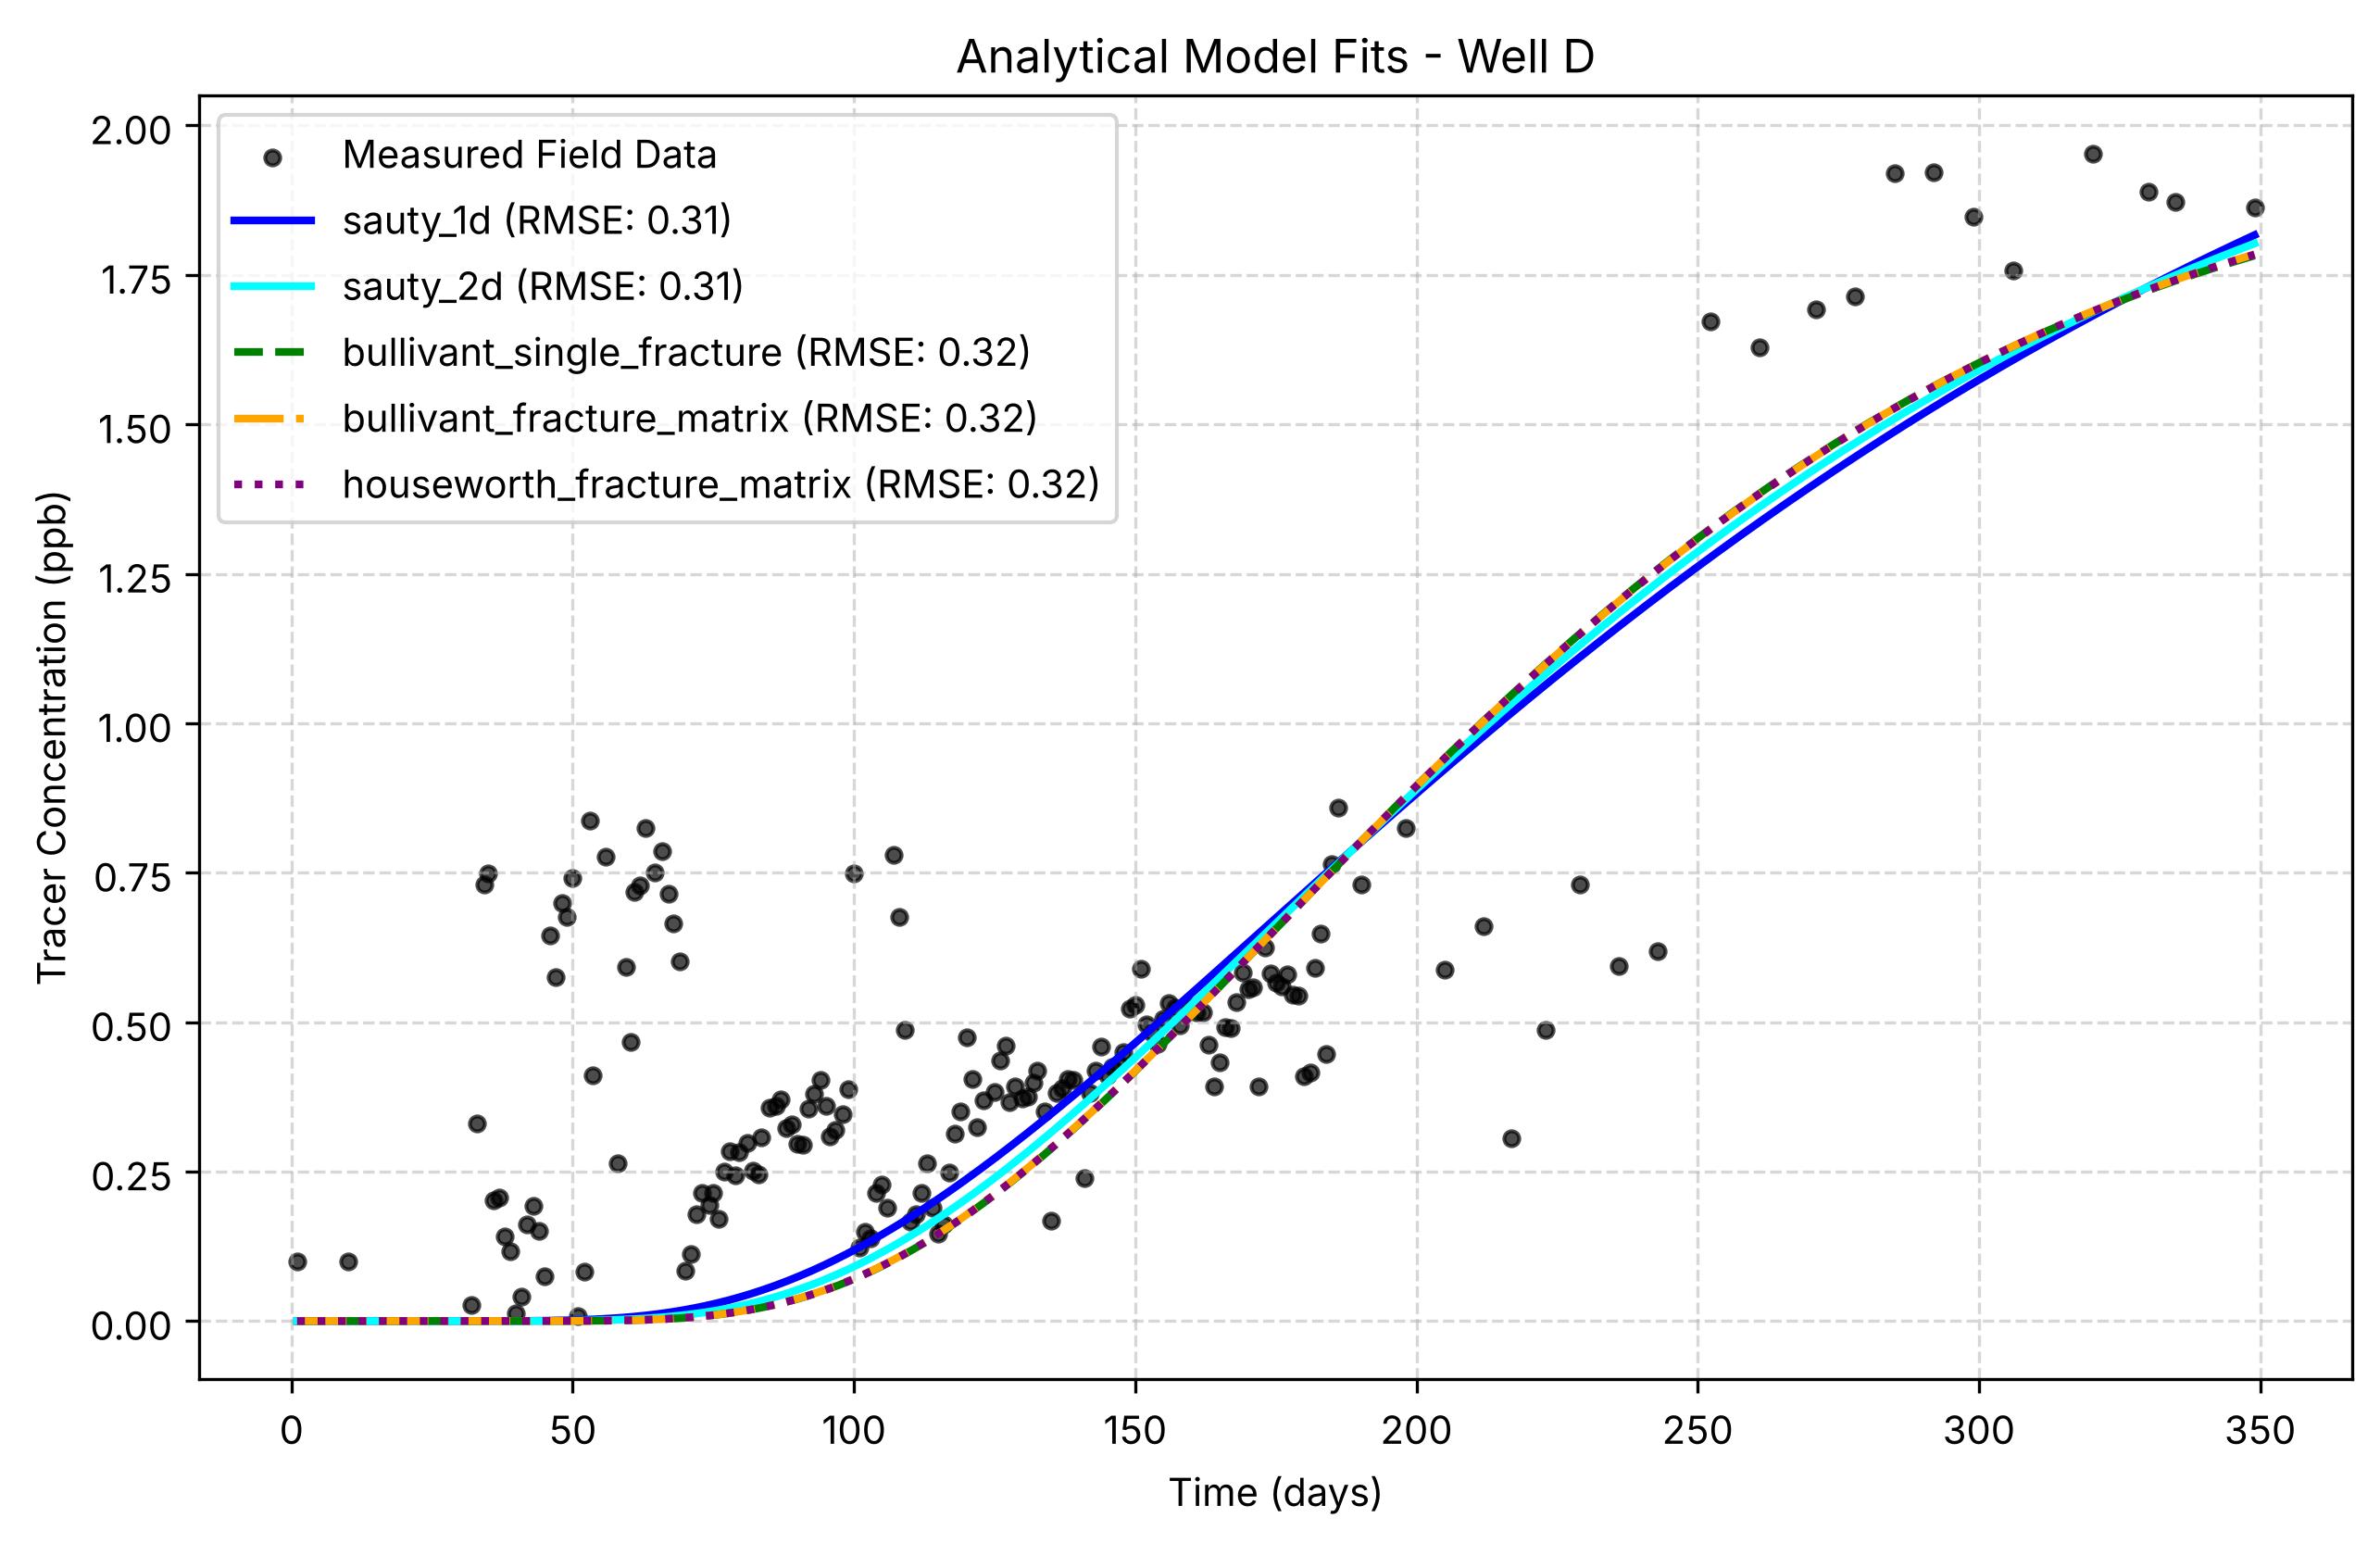 Analytical Model Fits - Well D
Measured Field Data
sauty_1d (RMSE: 0.31)
sauty_2d (RMSE: 0.31)
bullivant_single_fracture (RMSE: 0.32)
bullivant_fracture_matrix (RMSE: 0.32)
houseworth_fracture_matrix (RMSE: 0.32)
Tracer Concentration (ppb)
2.00
1.75
1.50
1.25
1.00
0.75
0.50
0.25
0.00
0 50 100 150 200 250 300 350
Time (days)